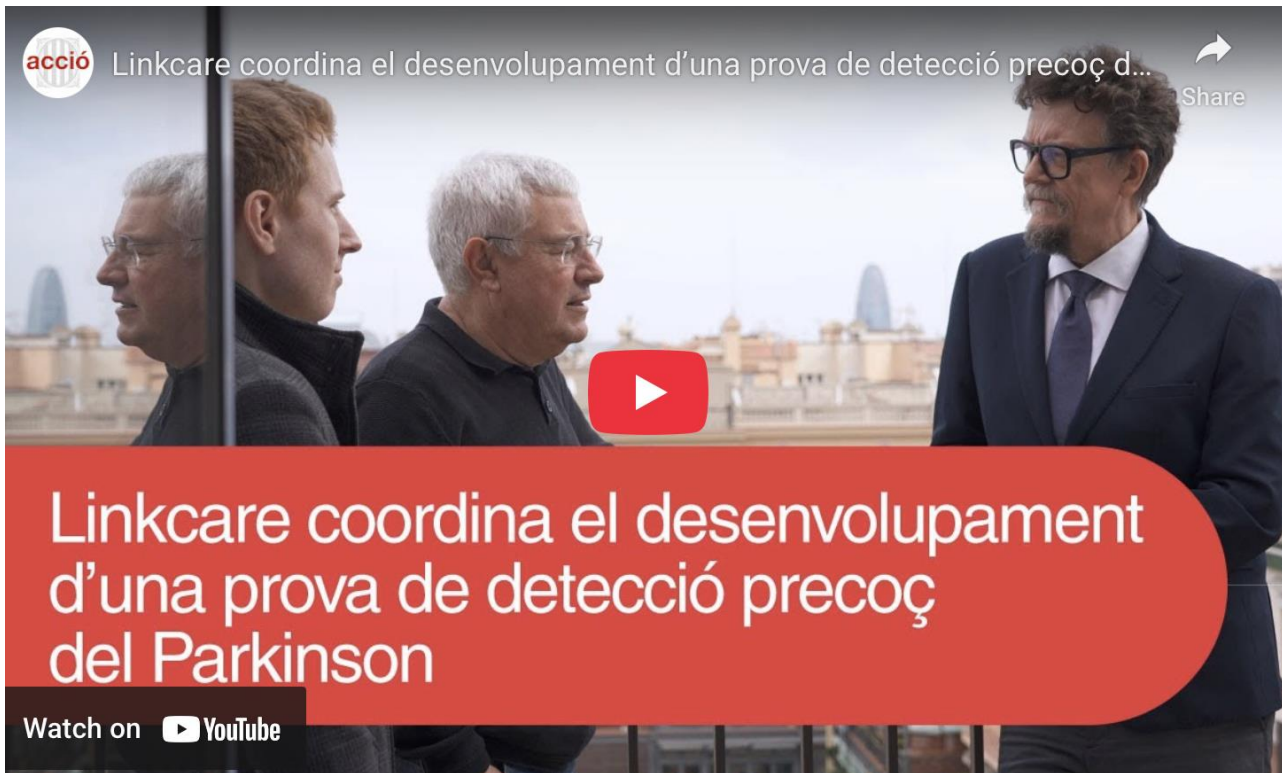 acció
Linkcare coordina el desenvolupament d’una prova de detecció precoç d…
Share
Linkcare coordina el desenvolupament
d’una prova de detecció precoç
del Parkinson
Watch on YouTube